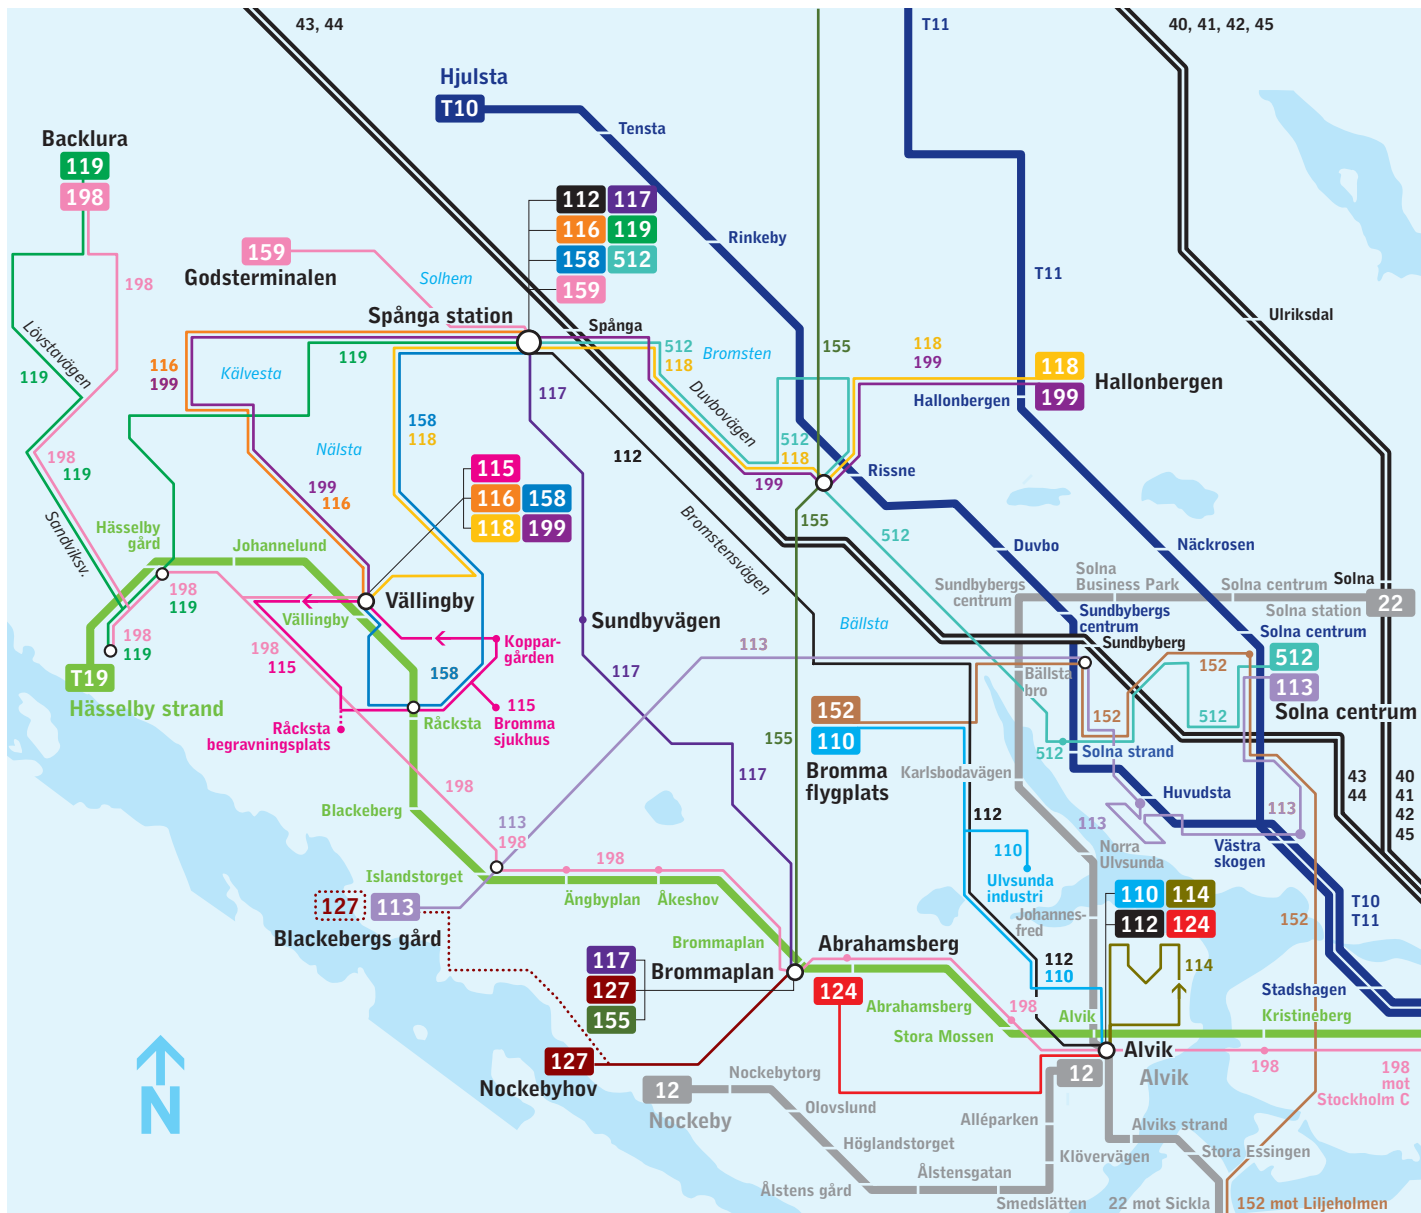 43, 44
T11
40, 41, 42, 45
Hjulsta
T10
Tensta
Backlura
119
198
112 117
116 119
158 512
159
Rinkeby
159
Godsterminalen
Solhem
T11
198
Ulriksdal
Spånga station
Spånga
Lövstavägen
119
116
199
Kälvesta
119
512
118
Bromsten
155
118
199
118
199
Hallonbergen
Hallonbergen
117
Duvbovägen
158
118
Nälsta
112
512
118
199
Rissne
198
119
115
116 158
118 199
199
116
155
512
Bromstensvägen
Sandviksv.
Hässelby
gård
Johannelund
Duvbo
Näckrosen
Solna
Business Park
Solna centrum
Solna
Sundbybergs
centrum
22
Solna station
198
119
Vällingby
Vällingby
Sundbyvägen
Bällsta
Sundbybergs
centrum
Solna centrum
Sundbyberg
198
119
198
115
Koppar-
gården
113
152
512
T19
158
Bällsta
bro
113
Hässelby strand
Råcksta
115
Bromma
sjukhus
Råcksta
begravningsplats
152
110
Bromma
flygplats
152
512
Solna centrum
155
512
Solna strand
198
117
Karlsbodavägen
Huvudsta
43
44
40
41
42
45
Blackeberg
113
198
112
113
113
Västra
skogen
Norra
Ulvsunda
110
Islandstorget
198
Ulvsunda
industri
127 113
Ängbyplan
Åkeshov
110 114
112 124
T10
T11
Blackebergs gård
Johannes-
fred
152
Brommaplan
Abrahamsberg
117
127
155
Brommaplan
112
110
114
124
Stadshagen
Abrahamsberg
198
Alvik
Kristineberg
Stora Mossen
127
Nockebyhov
Alvik
12
Alvik
198
198
mot
Stockholm C
N
12
Nockeby
Nockebytorg
Olovslund
Alléparken
Alviks strand
Höglandstorget
Klövervägen
Stora Essingen
Ålstensgatan
Ålstens gård
Smedslätten
22 mot Sickla
152 mot Liljeholmen